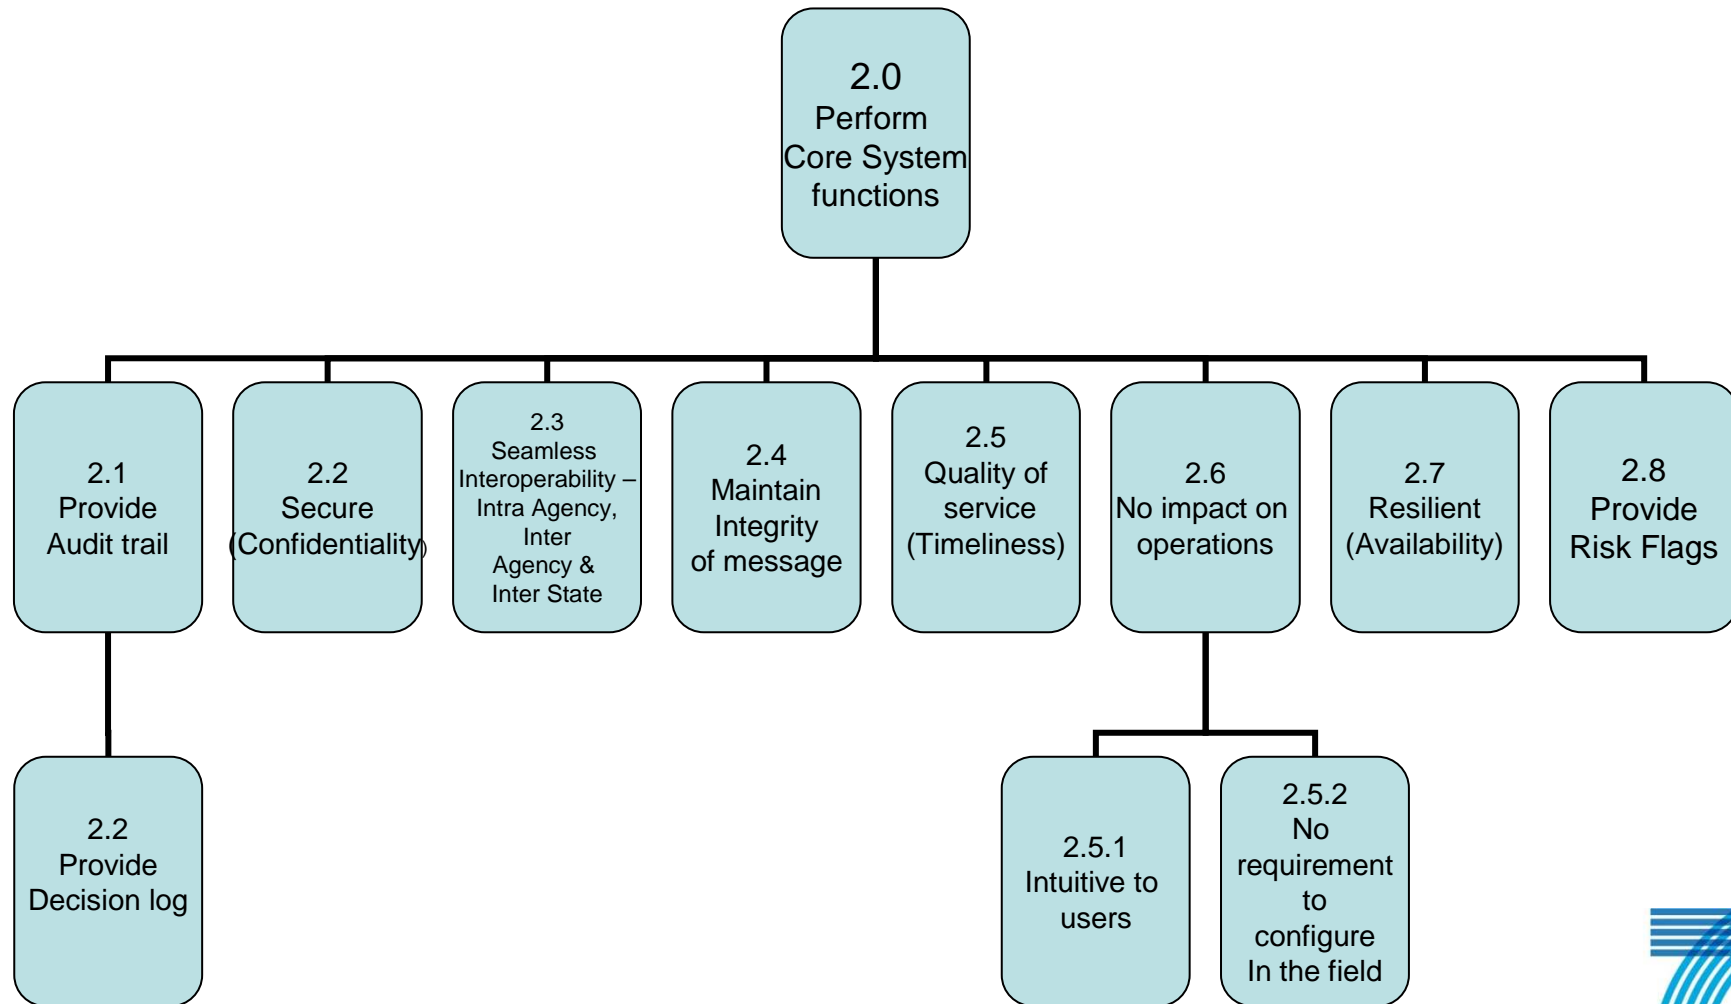 2.0
Perform
Core System
functions
2.1
Provide
Audit trail
2.2
Secure
(Confidentiality)
2.3
Seamless
Interoperability –
Intra Agency,
Inter
Agency &
Inter State
2.4
Maintain
Integrity
of message
2.5
Quality of
service
(Timeliness)
2.6
No impact on
operations
2.7
Resilient
(Availability)
2.8
Provide
Risk Flags
2.2
Provide
Decision log
2.5.1
Intuitive to
users
2.5.2
No
requirement
to
configure
In the field